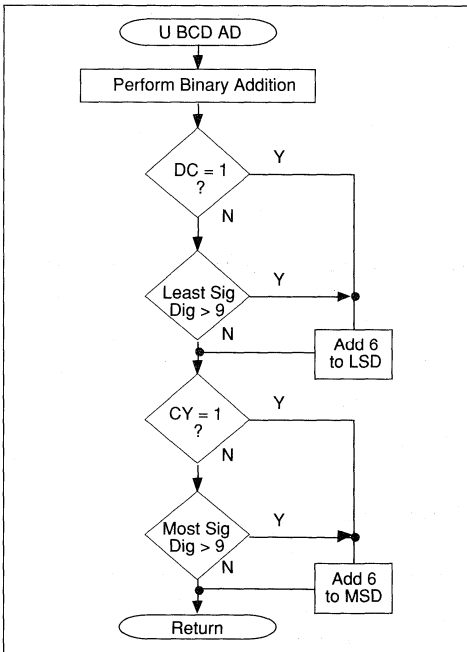 U BCD AD
Perform Binary Addition
DC = 1
?
Y
N
Least Sig
Dig > 9
Y
N
Add 6
to LSD
CY = 1
?
Y
N
Most Sig
Dig > 9
Y
N
Add 6
to MSD
Return